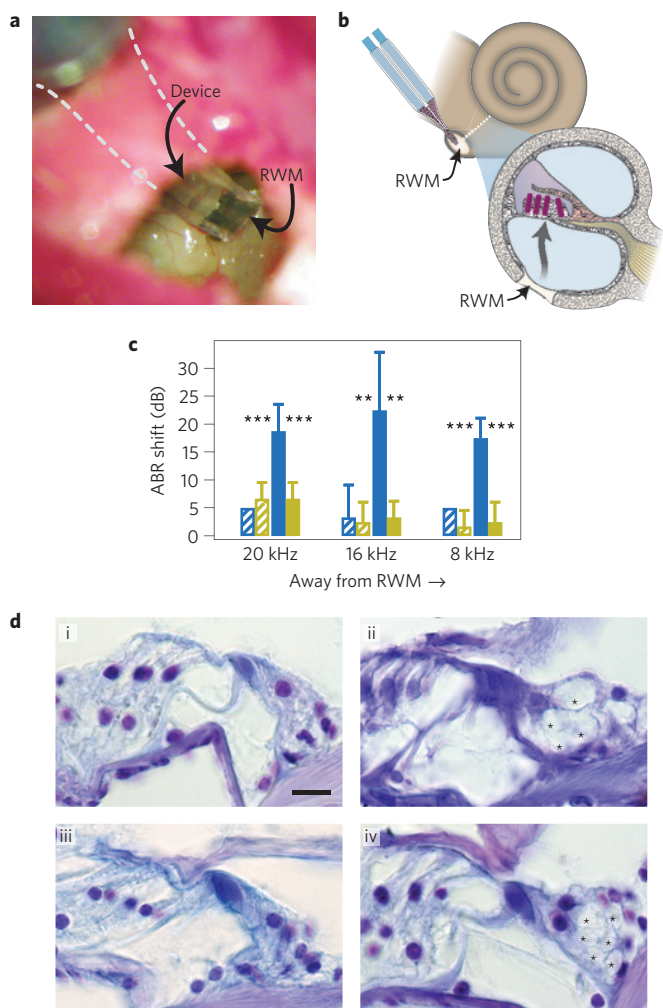 a
Device
RWM
b
RWM
RWM
c
ABR shift (dB)
30
25
20
15
10
5
0
*** ***
** **
*** ***
20 kHz 16 kHz 8 kHz
Away from RWM →
d
i
ii
* * * *
iii
iv
* * * * * *